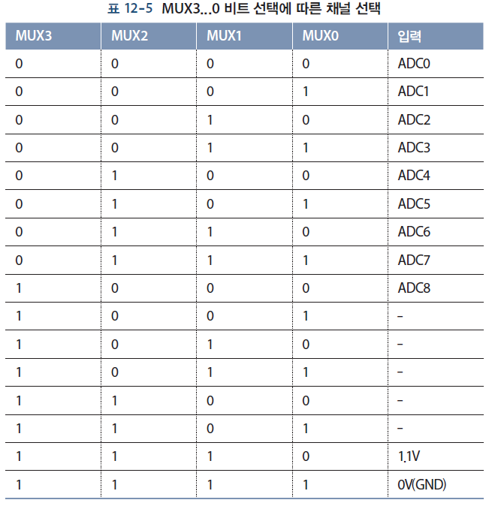 표 12-5 MUX3...0 비트 선택에 따른 채널 선택
MUX3 MUX2 MUX1 MUX0 입력
0 0 0 0 ADC0
0 0 0 1 ADC1
0 0 1 0 ADC2
0 0 1 1 ADC3
0 1 0 0 ADC4
0 1 0 1 ADC5
0 1 1 0 ADC6
0 1 1 1 ADC7
1 0 0 0 ADC8
1 0 0 1 –
1 0 1 0 –
1 0 1 1 –
1 1 0 0 –
1 1 0 1 –
1 1 1 0 1.1V
1 1 1 1 0V(GND)